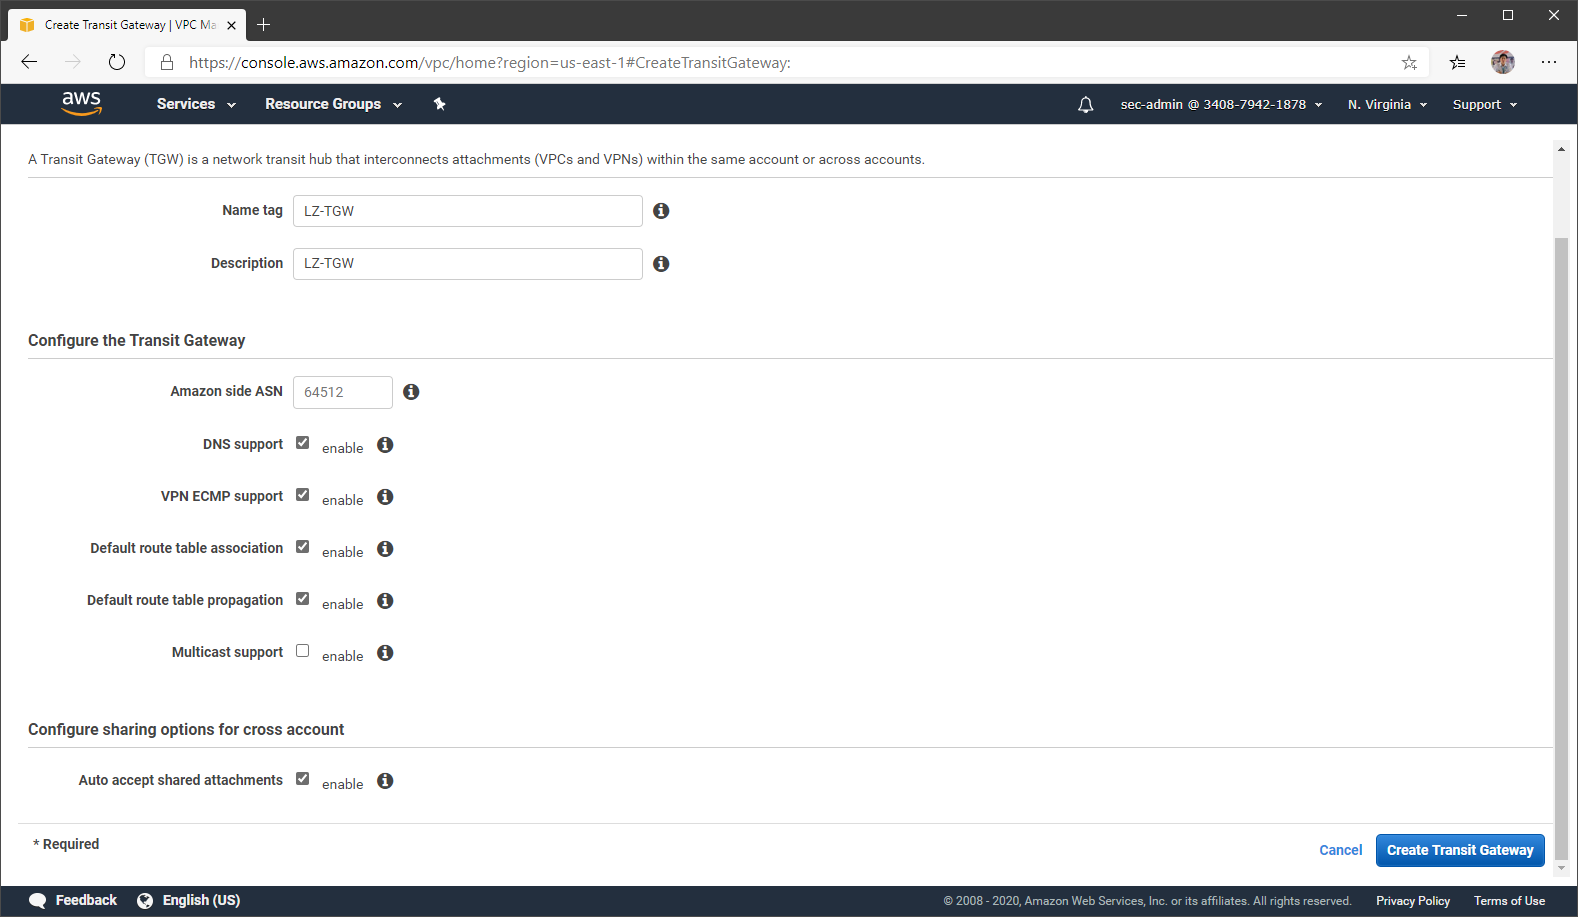 Create Transit Gateway | VPC Ma
https://console.aws.amazon.com/vpc/home?region=us-east-1#CreateTransitGateway:
aws Services Resource Groups sec-admin @ 3408-7942-1878 N. Virginia Support
A Transit Gateway (TGW) is a network transit hub that interconnects attachments (VPCs and VPNs) within the same account or across accounts.
Name tag LZ-TGW
Description LZ-TGW
Configure the Transit Gateway
Amazon side ASN 64512
DNS support enable
VPN ECMP support enable
Default route table association enable
Default route table propagation enable
Multicast support enable
Configure sharing options for cross account
Auto accept shared attachments enable
* Required
Cancel Create Transit Gateway
Feedback English (US) © 2008 - 2020, Amazon Web Services, Inc. or its affiliates. All rights reserved. Privacy Policy Terms of Use